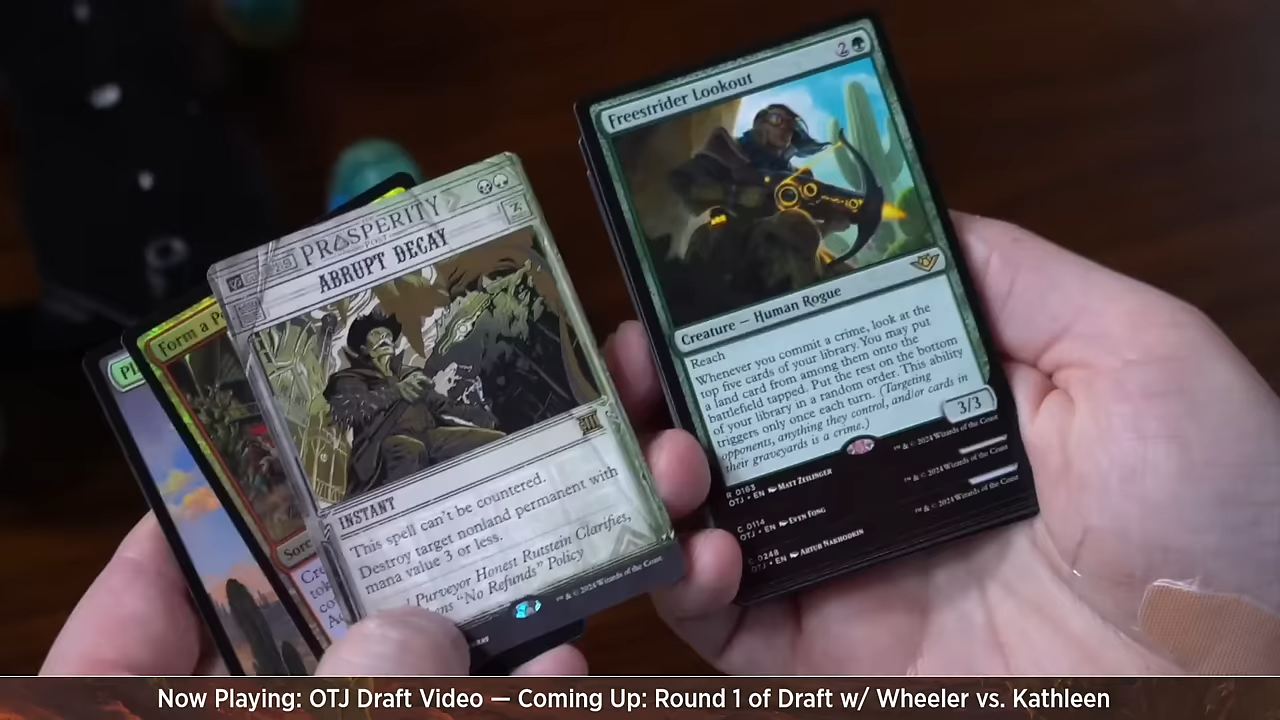 Freestrider Lookout
2
Creature — Human Rogue
Reach
Whenever you commit a crime, look at the
top five cards of your library. You may put
a land card from among them onto the
battlefield tapped. Put the rest on the bottom
of your library in a random order. This ability
triggers only once each turn. (Targeting
opponents, anything they control, and/or cards in
their graveyards is a crime.)
3/3
R 0163
OTJ • EN MATT ZEILINGER
™ & © 2024 Wizards of the Coast
C 0114
OTJ • EN EVYN FONG
™ & © 2024 Wizards of the Coast
C 0248
OTJ • EN ARTUR NAKHODKIN
™ & © 2024 Wizards of the Coast
PROSPERITY
POST
ABRUPT DECAY
INSTANT
This spell can't be countered.
Destroy target nonland permanent with
mana value 3 or less.
Purveyor Honest Rutstein Clarifies,
"No Refunds" Policy
™ & © 2024 Wizards of the Coast
Form a
Sorc
Pl
Now Playing: OTJ Draft Video — Coming Up: Round 1 of Draft w/ Wheeler vs. Kathleen